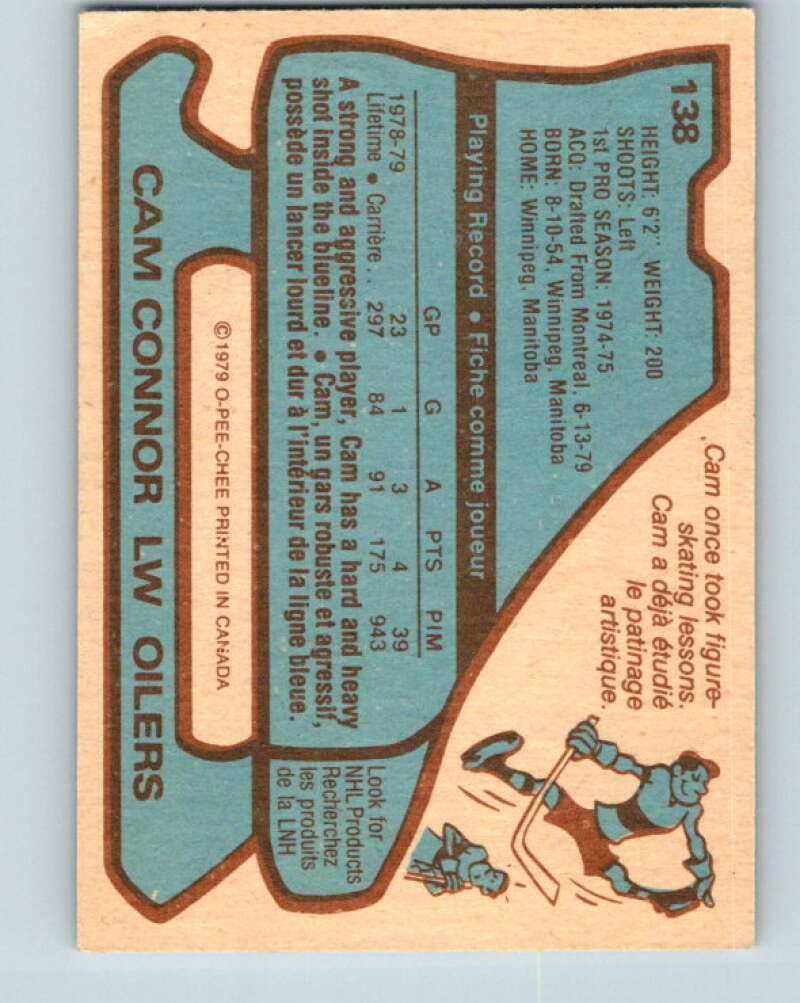 138
HEIGHT: 6'2" WEIGHT: 200
SHOOTS: Left
1st PRO SEASON: 1974-75
ACQ: Drafted From Montreal, 6-13-79
BORN: 8-10-54, Winnipeg, Manitoba
HOME: Winnipeg, Manitoba
Cam once took figure-
skating lessons.
Cam a déjà étudié
le patinage
artistique.
Playing Record • Fiche comme joueur
GP G A PTS PIM
1978-79 23 1 3 4 39
Lifetime • Carrière.. 297 84 91 175 943
A strong and aggressive player, Cam has a hard and heavy
shot inside the blueline. • Cam, un gars robuste et agressif,
possède un lancer lourd et dur à l'intérieur de la ligne bleue.
Look for
NHL Products
Recherchez
les produits
de la LNH
©1979 O-PEE-CHEE PRINTED IN CANADA
CAM CONNOR LW OILERS